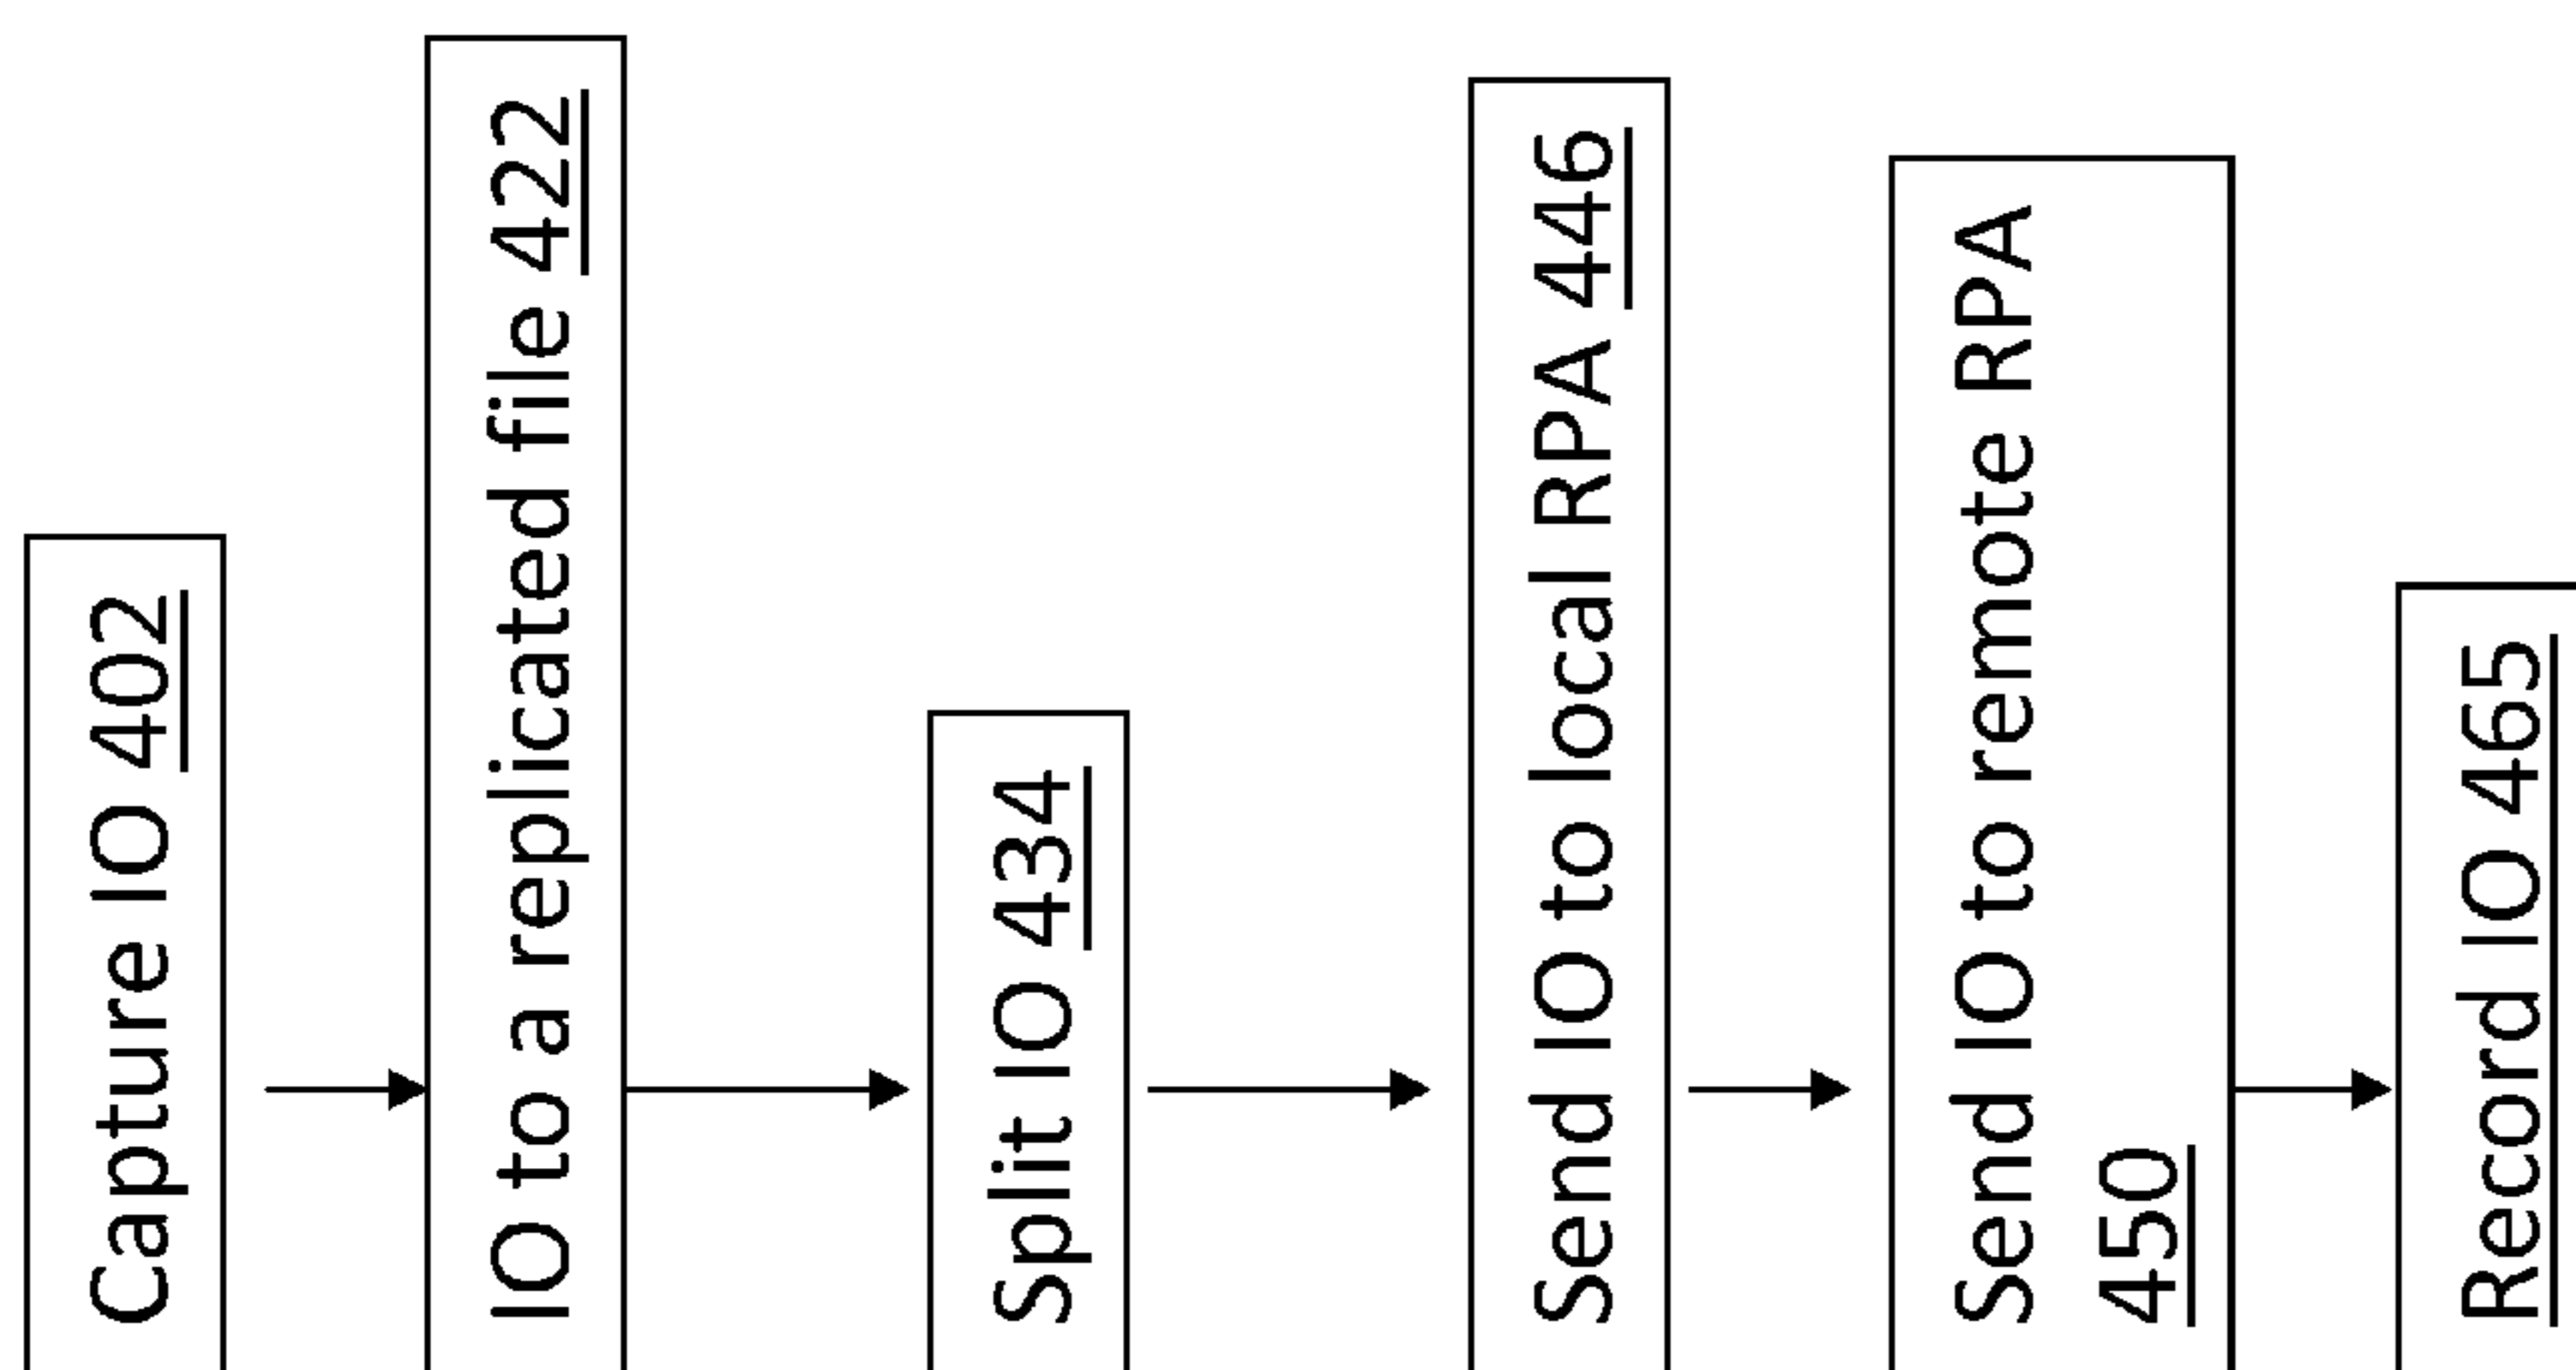 Capture IO 402
IO to a replicated file 422
Split IO 434
Send IO to local RPA 446
Send IO to remote RPA
450
Record IO 465